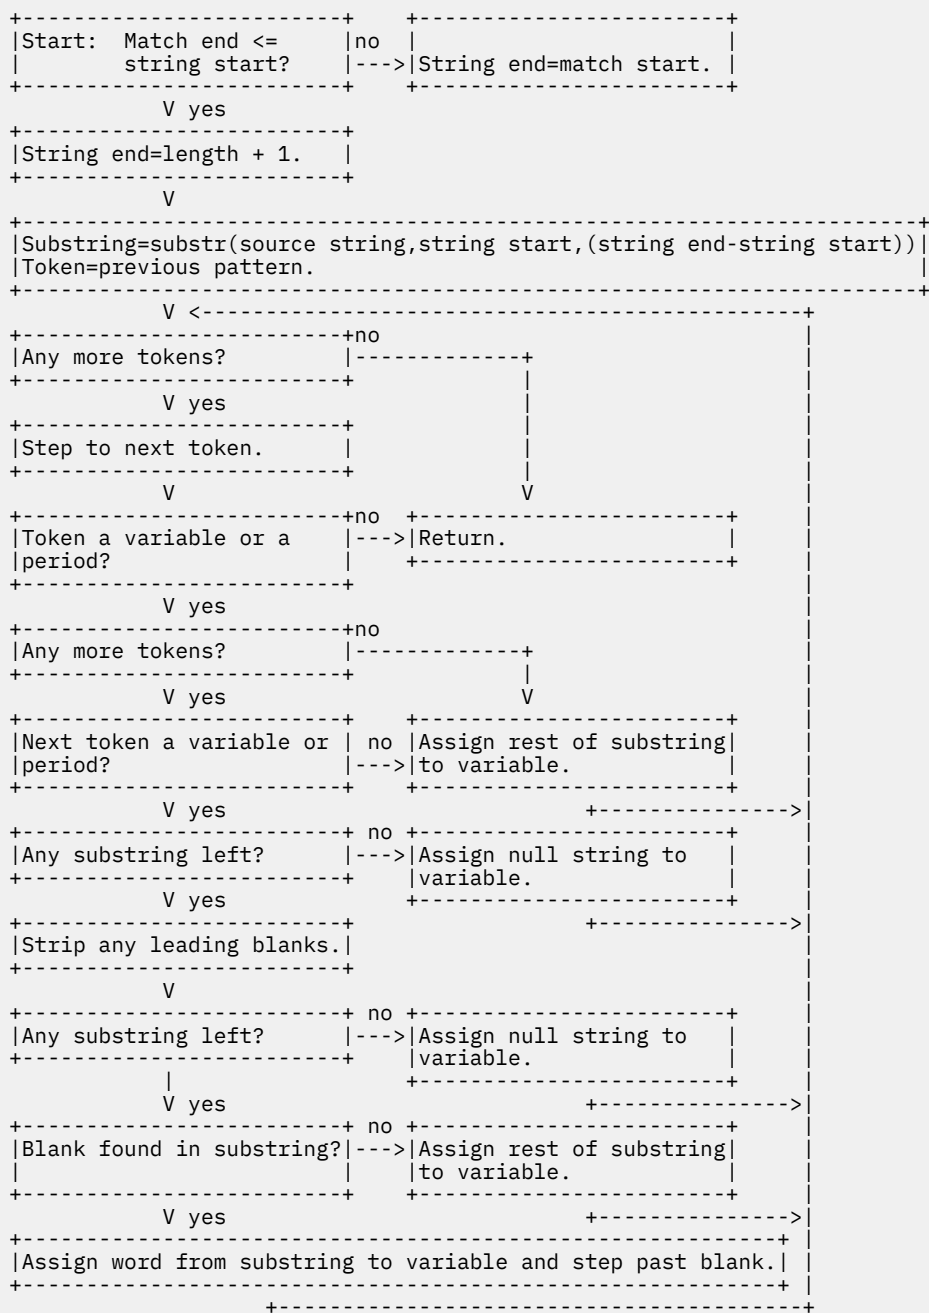 Start: Match end <= no
string start? --->String end=match start.
V yes
String end=length + 1.
V
Substring=substr(source string,string start,(string end-string start))
Token=previous pattern.
V <
no
Any more tokens?
V yes
Step to next token.
V V
no
Token a variable or a --->Return.
period?
V yes
no
Any more tokens?
V yes V
Next token a variable or no Assign rest of substring
period? --->to variable.
V yes
no
Any substring left? --->Assign null string to
variable.
V yes
Strip any leading blanks.
V
no
Any substring left? --->Assign null string to
variable.
V yes
no
Blank found in substring? --->Assign rest of substring
to variable.
V yes
Assign word from substring to variable and step past blank.